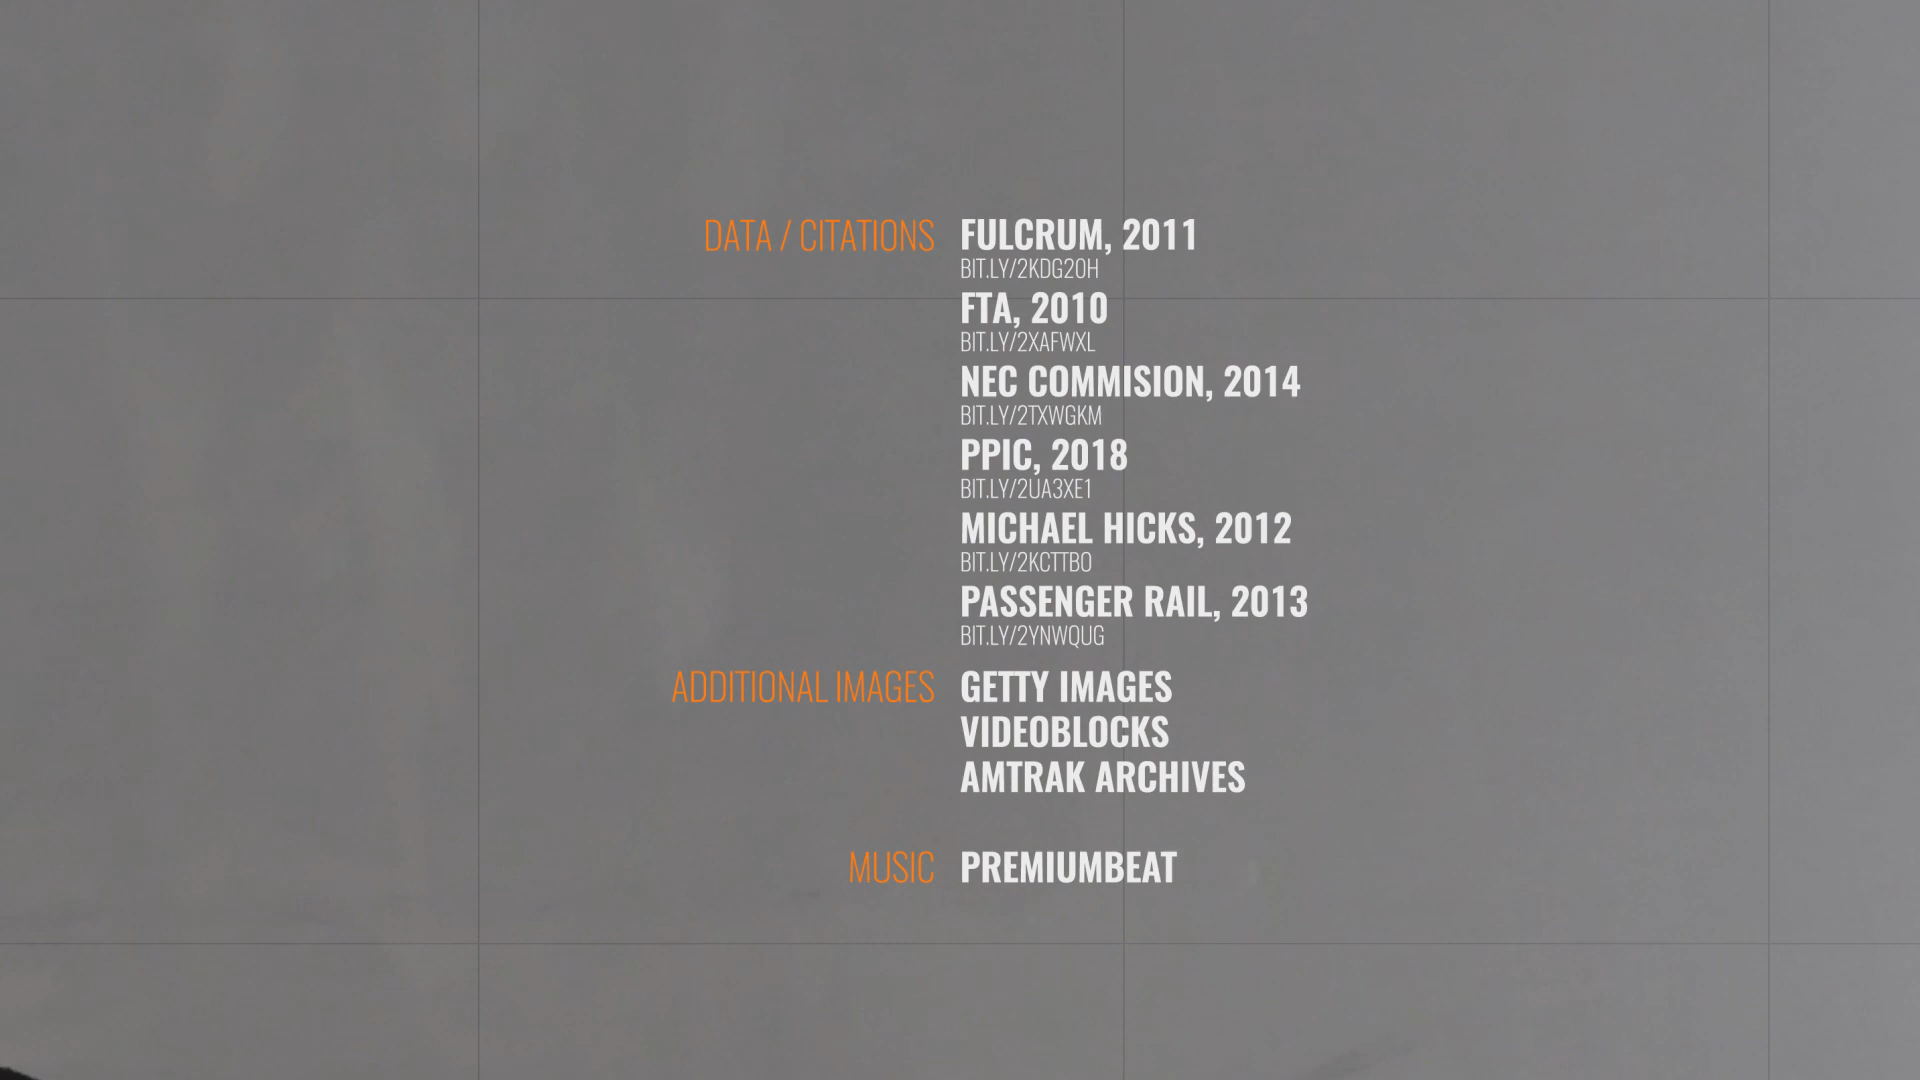 DATA / CITATIONS FULCRUM, 2011
BIT.LY/2KDG2OH
FTA, 2010
BIT.LY/2XAFWXL
NEC COMMISION, 2014
BIT.LY/2TXWGKM
PPIC, 2018
BIT.LY/2UA3XE1
MICHAEL HICKS, 2012
BIT.LY/2KCTTBO
PASSENGER RAIL, 2013
BIT.LY/2YNWQUG
ADDITIONAL IMAGES GETTY IMAGES
VIDEOBLOCKS
AMTRAK ARCHIVES
MUSIC PREMIUMBEAT